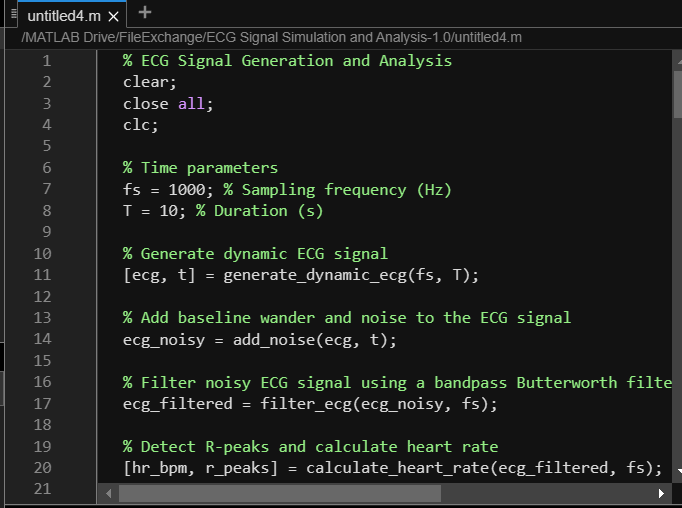 untitled4.m × +
/MATLAB Drive/FileExchange/ECG Signal Simulation and Analysis-1.0/untitled4.m
1 % ECG Signal Generation and Analysis
2 clear;
3 close all;
4 clc;
5
6 % Time parameters
7 fs = 1000; % Sampling frequency (Hz)
8 T = 10; % Duration (s)
9
10 % Generate dynamic ECG signal
11 [ecg, t] = generate_dynamic_ecg(fs, T);
12
13 % Add baseline wander and noise to the ECG signal
14 ecg_noisy = add_noise(ecg, t);
15
16 % Filter noisy ECG signal using a bandpass Butterworth filte
17 ecg_filtered = filter_ecg(ecg_noisy, fs);
18
19 % Detect R-peaks and calculate heart rate
20 [hr_bpm, r_peaks] = calculate_heart_rate(ecg_filtered, fs);
21